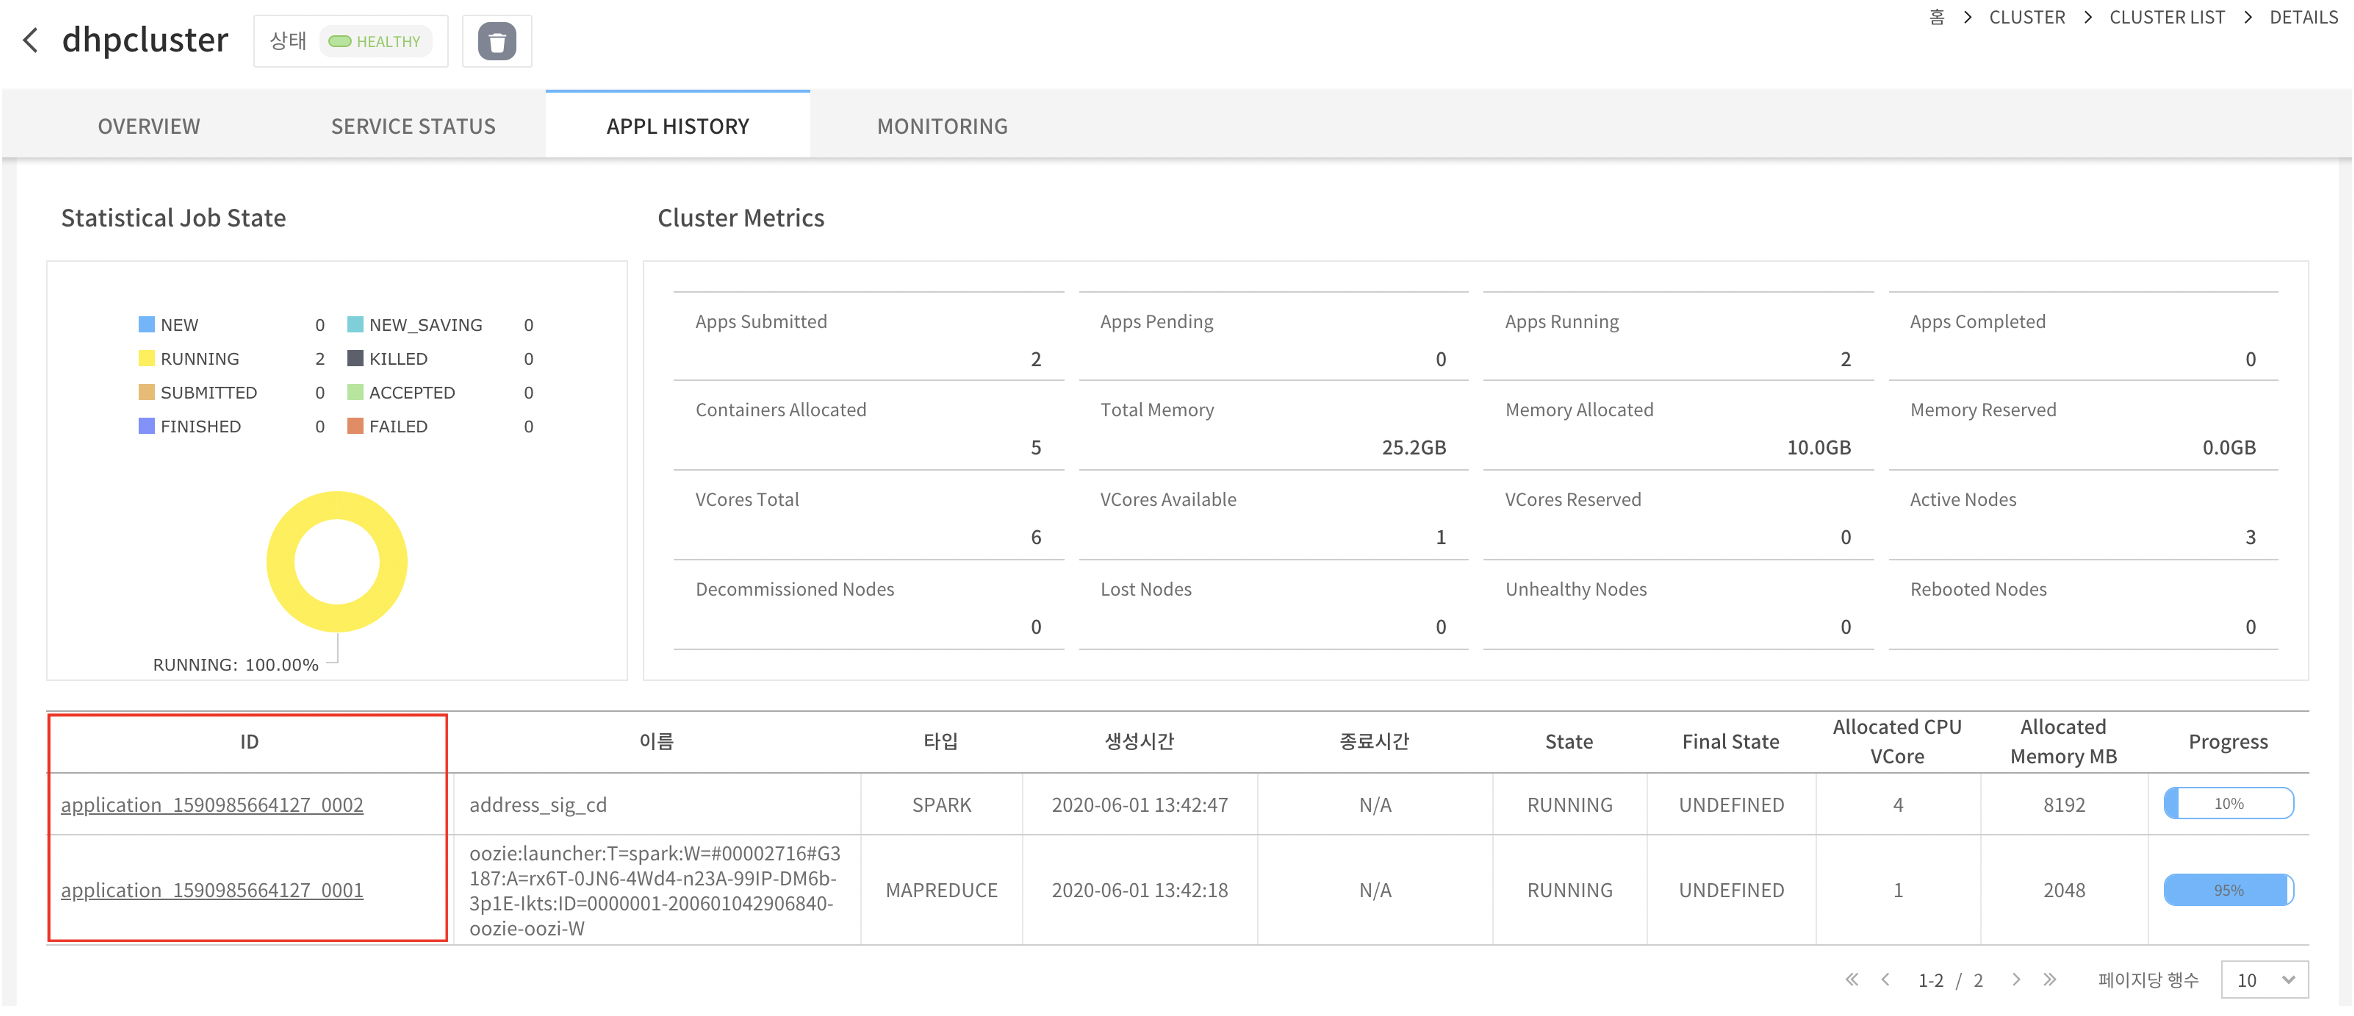 홈 > CLUSTER > CLUSTER LIST > DETAILS
dhpcluster 상태 HEALTHY
OVERVIEW SERVICE STATUS APPL HISTORY MONITORING
Statistical Job State Cluster Metrics
NEW 0 NEW_SAVING 0
RUNNING 2 KILLED 0
SUBMITTED 0 ACCEPTED 0
FINISHED 0 FAILED 0
RUNNING: 100.00%
Apps Submitted Apps Pending Apps Running Apps Completed
2 0 2 0
Containers Allocated Total Memory Memory Allocated Memory Reserved
5 25.2GB 10.0GB 0.0GB
VCores Total VCores Available VCores Reserved Active Nodes
6 1 0 3
Decommissioned Nodes Lost Nodes Unhealthy Nodes Rebooted Nodes
0 0 0 0
ID 이름 타입 생성시간 종료시간 State Final State Allocated CPU VCore Allocated Memory MB Progress
application_1590985664127_0002 address_sig_cd SPARK 2020-06-01 13:42:47 N/A RUNNING UNDEFINED 4 8192 10%
application_1590985664127_0001
oozie:launcher:T=spark:W=#00002716#G3
187:A=rx6T-0JN6-4Wd4-n23A-99IP-DM6b-
3p1E-Ikts:ID=0000001-200601042906840-
oozie-oozi-W
MAPREDUCE 2020-06-01 13:42:18 N/A RUNNING UNDEFINED 1 2048 95%
« < 1-2 / 2 > » 페이지당 행수 10